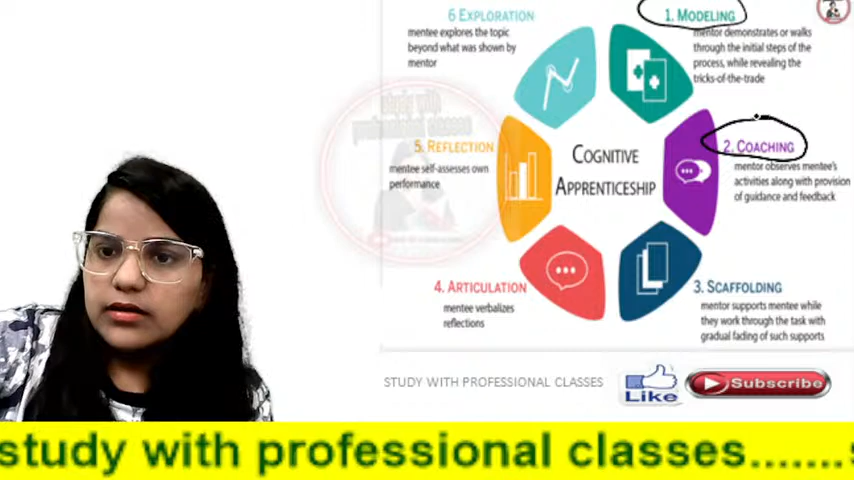 6 EXPLORATION
mentee explores the topic
beyond what was shown by
mentor
1. MODELING
mentor demonstrates or walks
through the initial steps of the
process, while revealing the
tricks-of-the-trade
study with
professional classes
5. REFLECTION
mentee self-assesses own
performance
COGNITIVE
APPRENTICESHIP
2. COACHING
mentor observes mentee's
activities along with provision
of guidance and feedback
4. ARTICULATION
mentee verbalizes
reflections
3. SCAFFOLDING
mentor supports mentee while
they work through the task with
gradual fading of such supports
STUDY WITH PROFESSIONAL CLASSES
Like
Subscribe
study with professional classes.......s